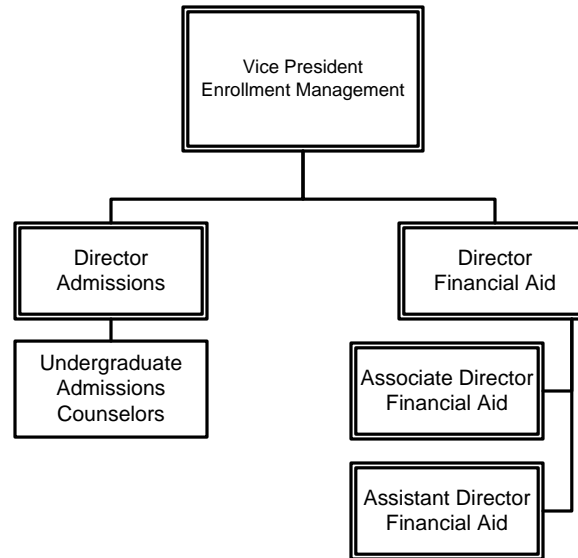 Vice President
Enrollment Management
Director
Admissions
Director
Financial Aid
Undergraduate
Admissions
Counselors
Associate Director
Financial Aid
Assistant Director
Financial Aid